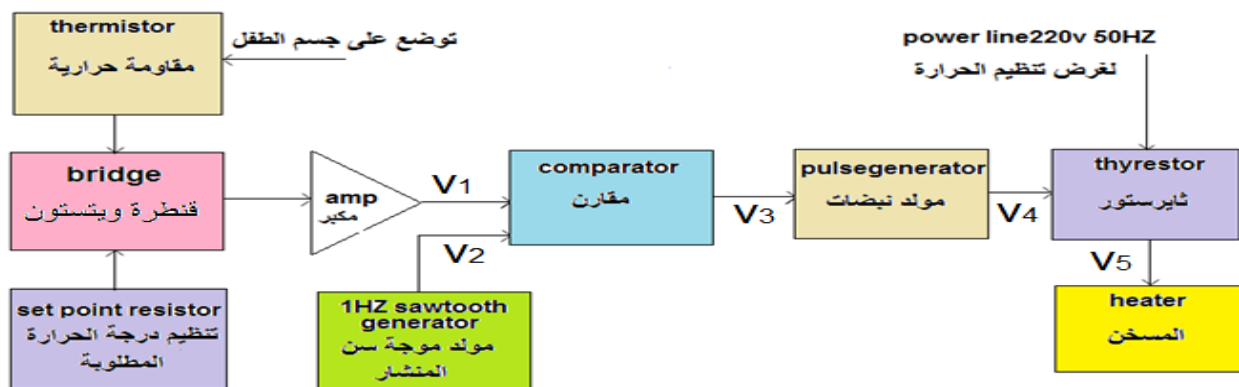 thermistor
مقاومة حرارية
توضع على جسم الطفل
power line220v 50HZ
لغرض تنظيم الحرارة
bridge
قنطرة ويتستون
amp
مكبر
V1
V2
comparator
مقارن
V3
pulsegenerator
مولد نبضات
V4
thyrestor
ثايرستور
V5
set point resistor
تنظيم درجة الحرارة
المطلوبة
1HZ sawtooth
generator
مولد موجة سن
المنشار
heater
المسخن